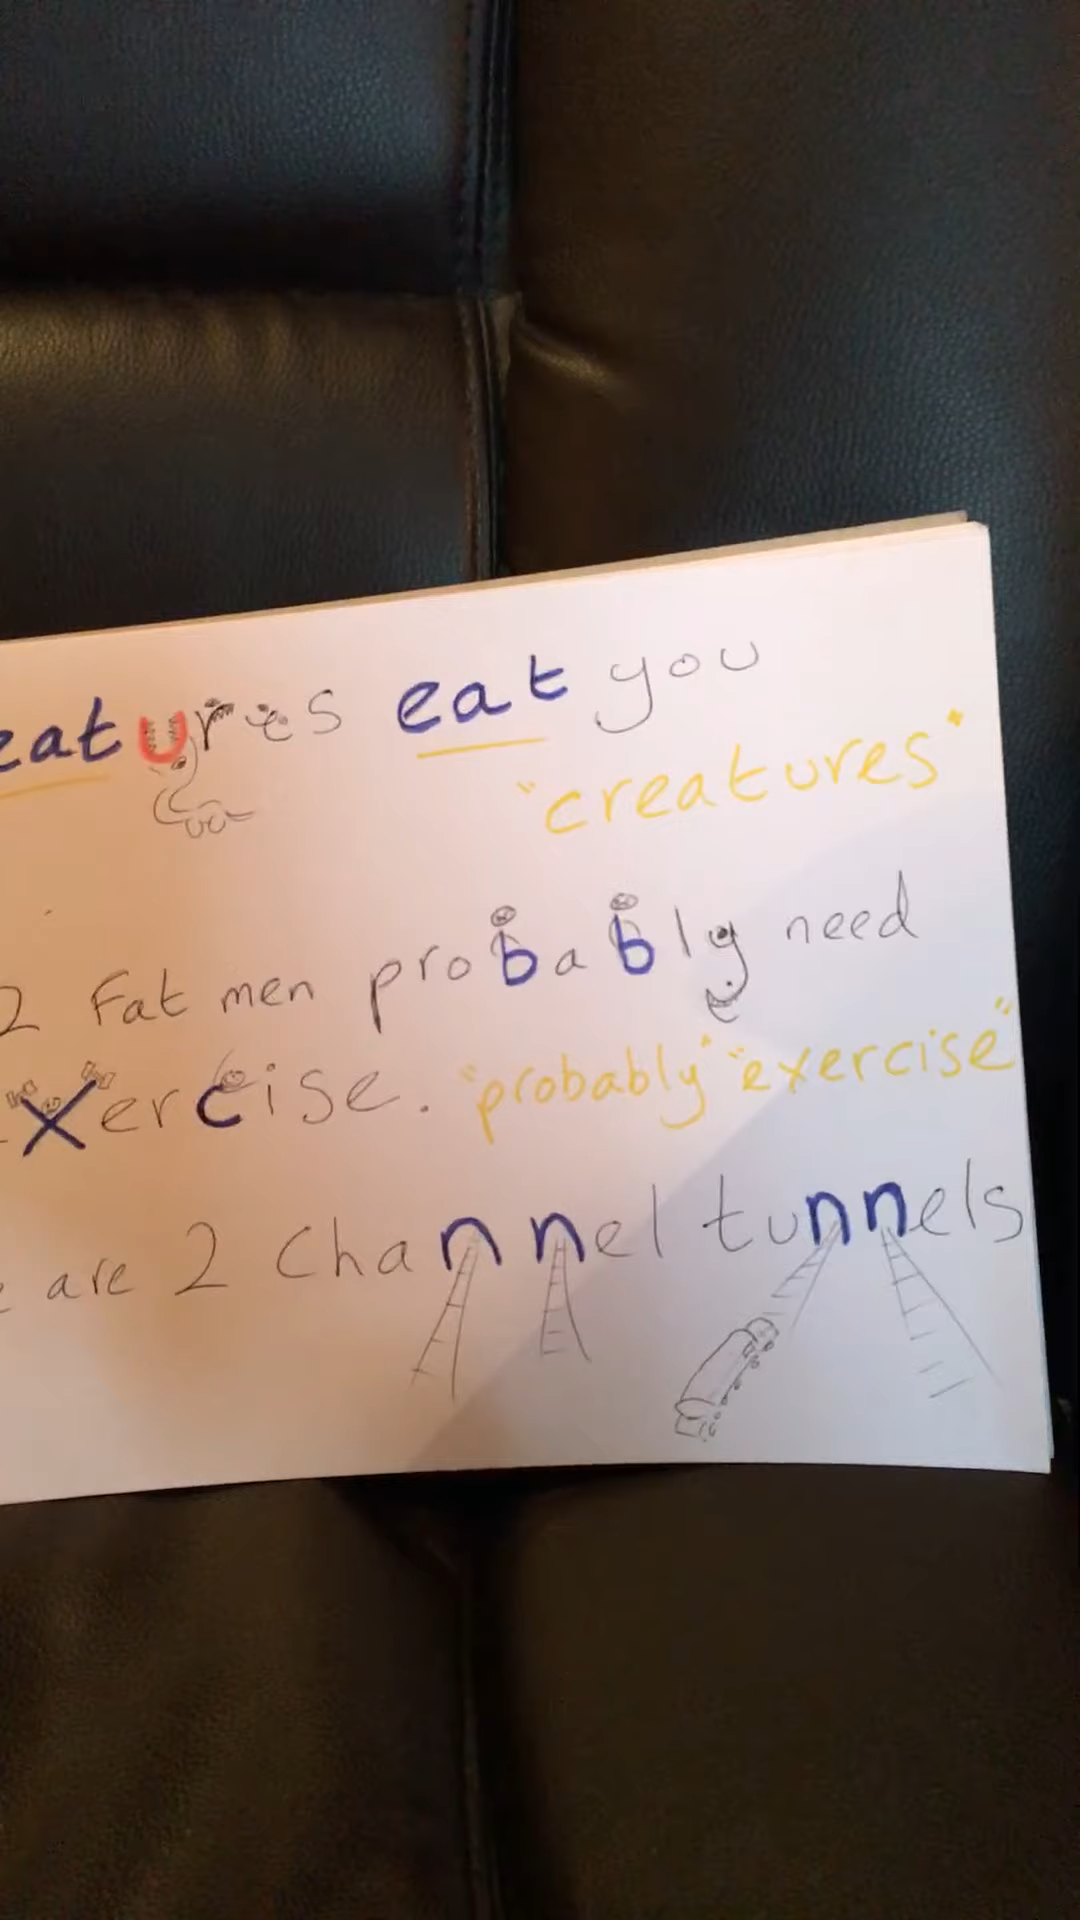 eatures eat you
"creatures"
2 Fat men probably need
xercise. "probably" "exercise"
are 2 Channel tunnels